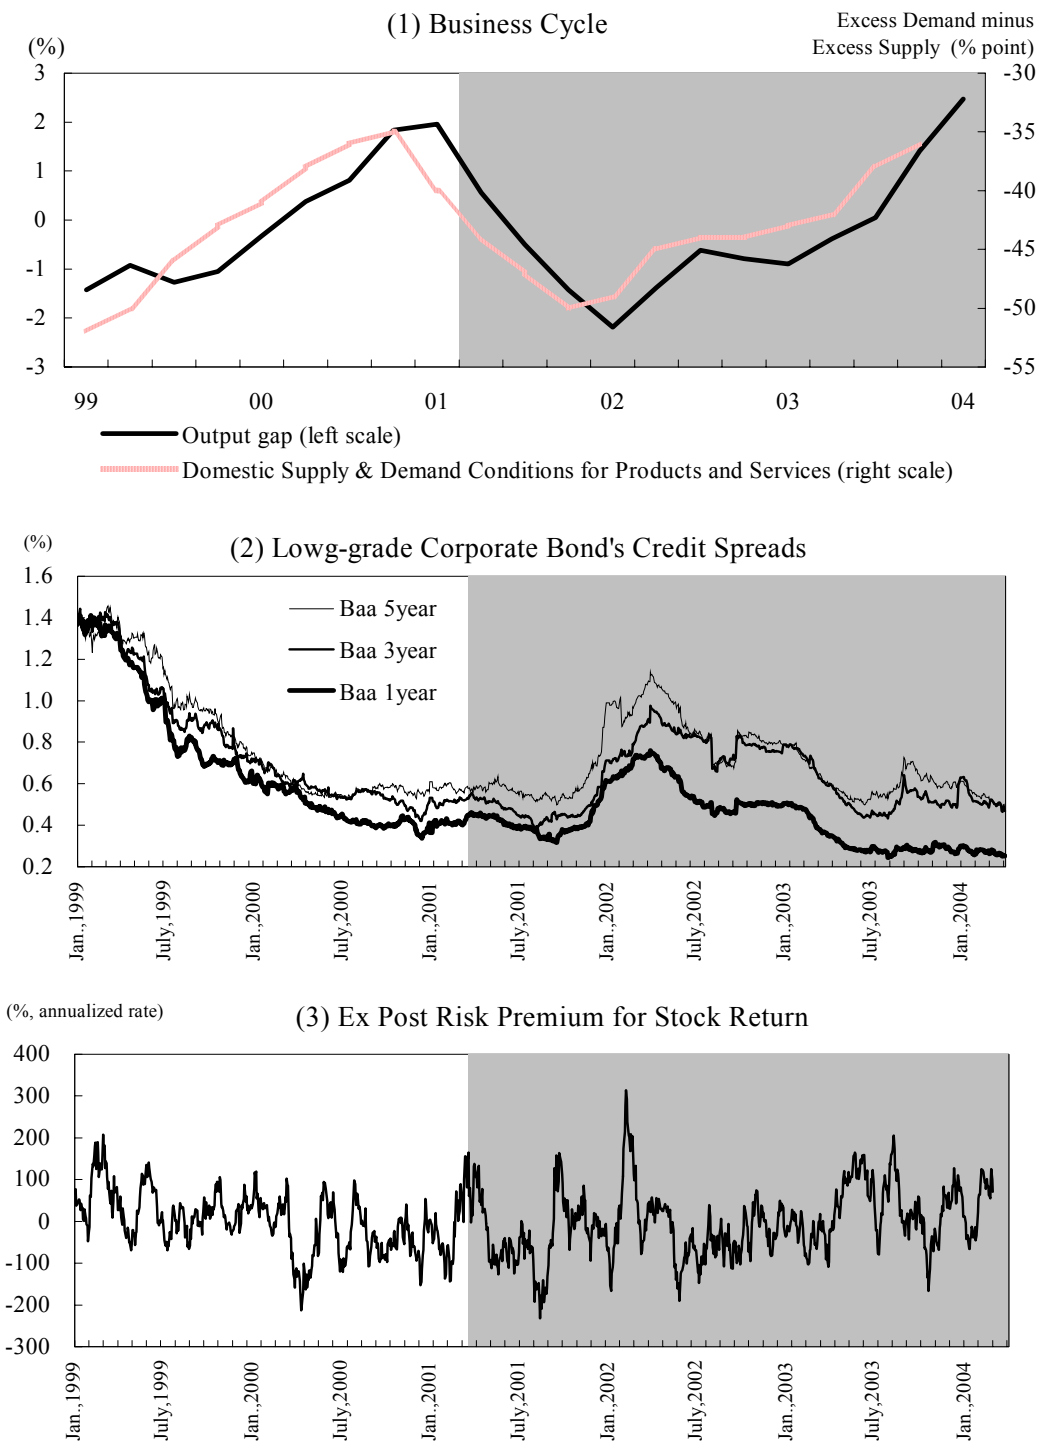 (1) Business Cycle
Excess Demand minus
Excess Supply (% point)
(%)
3
2
1
0
-1
-2
-3
-30
-35
-40
-45
-50
-55
99 00 01 02 03 04
Output gap (left scale)
Domestic Supply & Demand Conditions for Products and Services (right scale)
(%)
(2) Lowg-grade Corporate Bond's Credit Spreads
1.6
1.4
1.2
1.0
0.8
0.6
0.4
0.2
Baa 5year
Baa 3year
Baa 1year
Jan.,1999
July,1999
Jan.,2000
July,2000
Jan.,2001
July,2001
Jan.,2002
July,2002
Jan.,2003
July,2003
Jan.,2004
(%, annualized rate)
(3) Ex Post Risk Premium for Stock Return
400
300
200
100
0
-100
-200
-300
Jan.,1999
July,1999
Jan.,2000
July,2000
Jan.,2001
July,2001
Jan.,2002
July,2002
Jan.,2003
July,2003
Jan.,2004